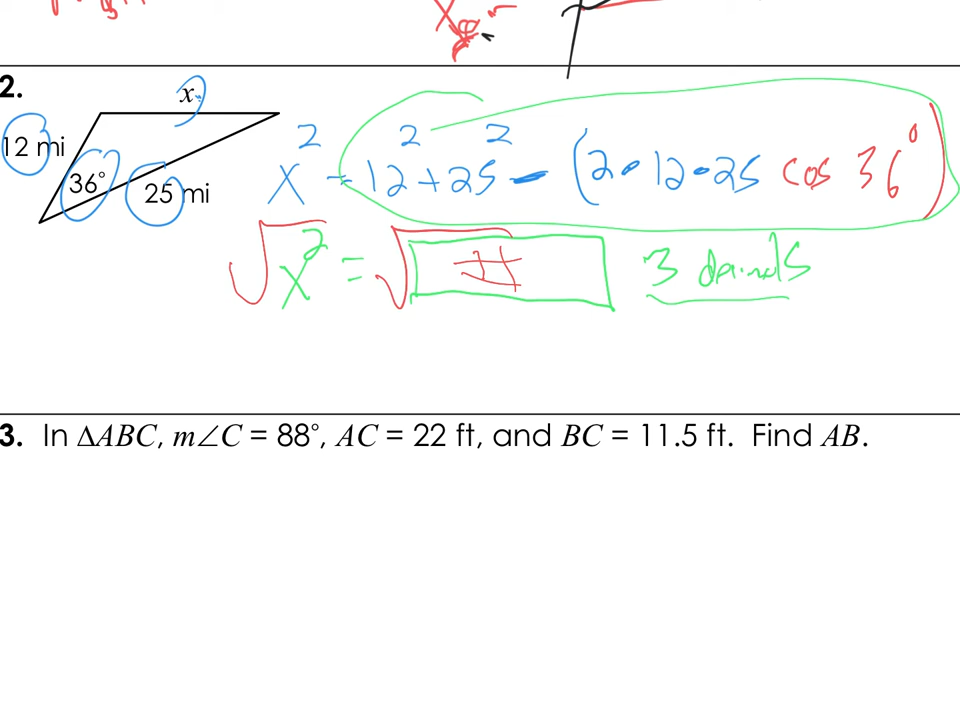 2.
x
12 mi
36°
25 mi
x² = 12² + 25² - (2 • 12 • 25 cos 36°)
√x² = √# 3 decimals
3. In ΔABC, m∠C = 88°, AC = 22 ft, and BC = 11.5 ft. Find AB.